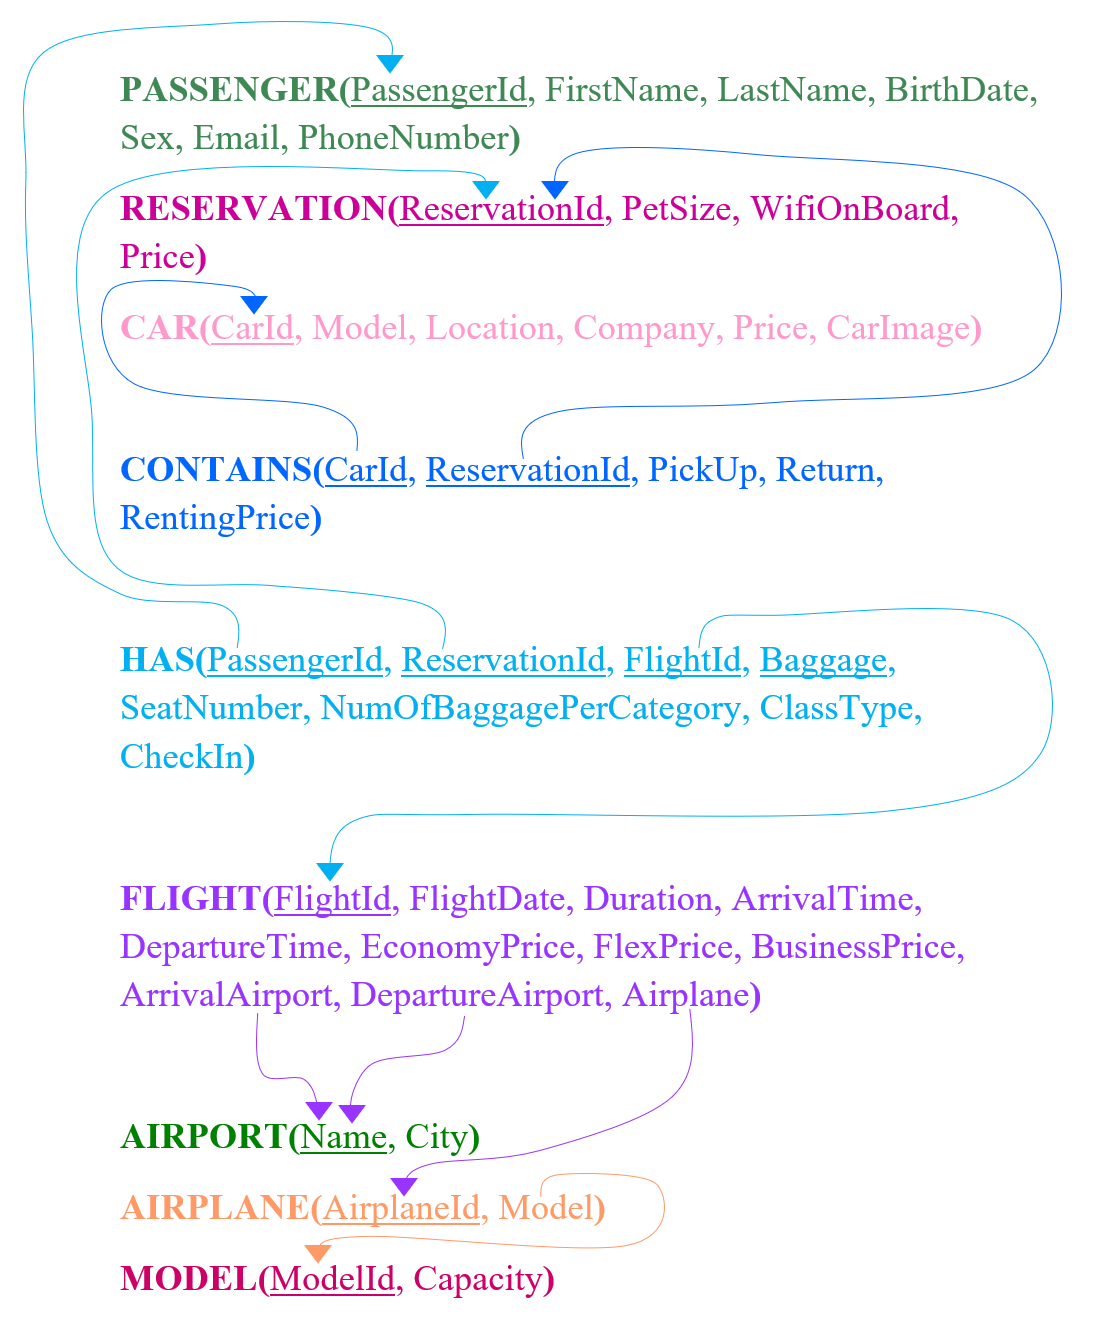 PASSENGER(PassengerId, FirstName, LastName, BirthDate,
Sex, Email, PhoneNumber)
RESERVATION(ReservationId, PetSize, WifiOnBoard,
Price)
CAR(CarId, Model, Location, Company, Price, CarImage)
CONTAINS(CarId, ReservationId, PickUp, Return,
RentingPrice)
HAS(PassengerId, ReservationId, FlightId, Baggage,
SeatNumber, NumOfBaggagePerCategory, ClassType,
CheckIn)
FLIGHT(FlightId, FlightDate, Duration, ArrivalTime,
DepartureTime, EconomyPrice, FlexPrice, BusinessPrice,
ArrivalAirport, DepartureAirport, Airplane)
AIRPORT(Name, City)
AIRPLANE(AirplaneId, Model)
MODEL(ModelId, Capacity)